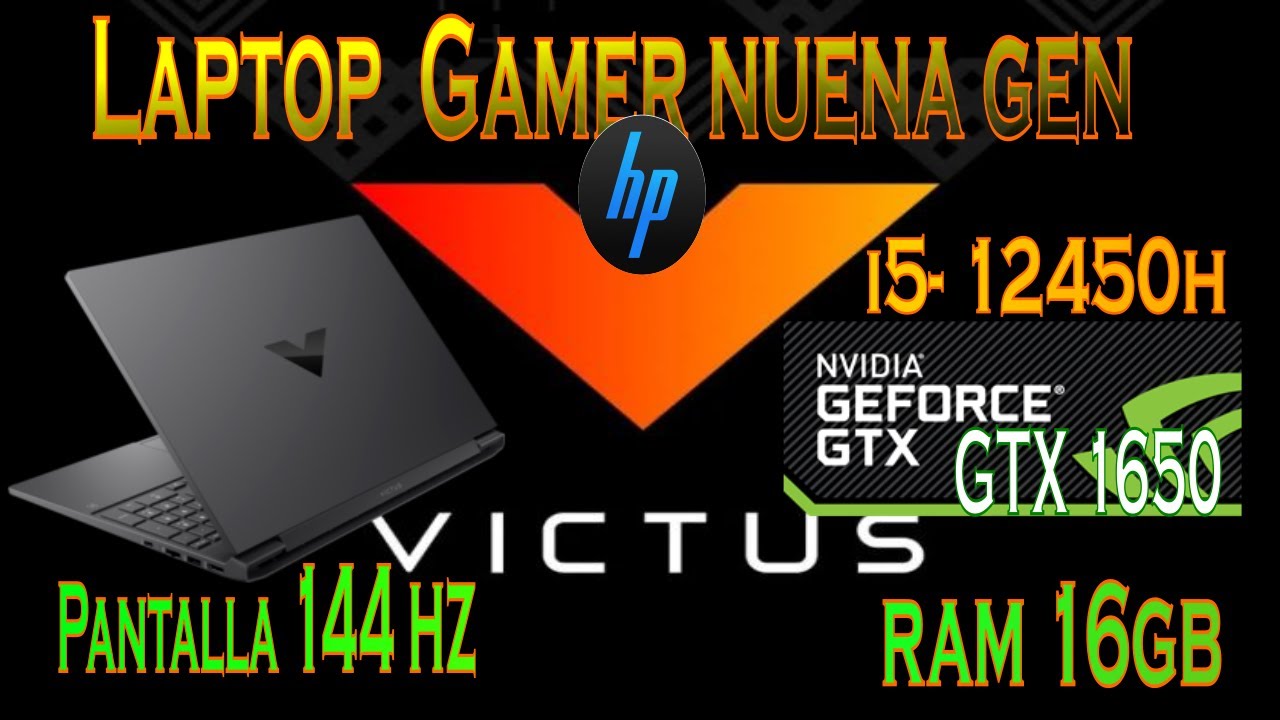 LAPTOP GAMER NUENA GEN
hp
i5- 12450H
NVIDIA®
GEFORCE®
GTX
GTX 1650
VICTUS
PANTALLA 144 HZ
RAM 16GB